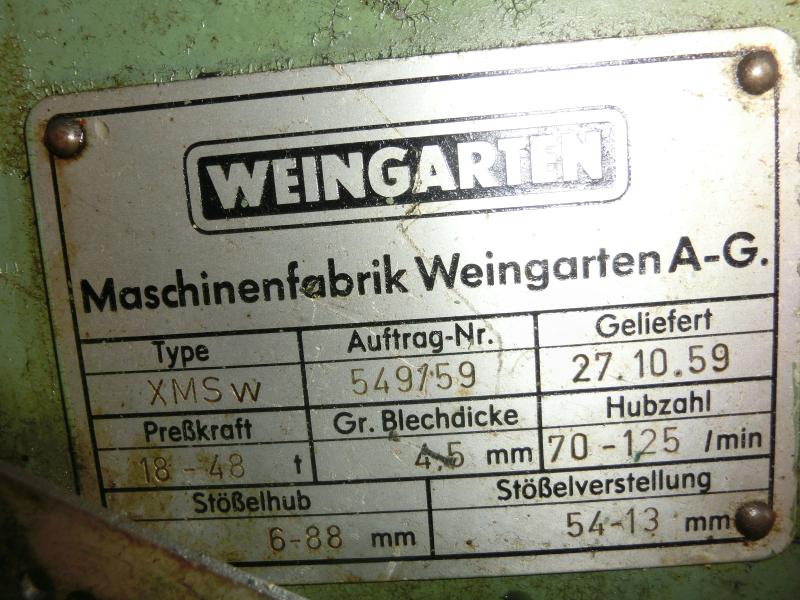 WEINGARTEN
Maschinenfabrik Weingarten A-G.
Type Auftrag-Nr. Geliefert
XMSW 549/59 27.10.59
Preßkraft Gr. Blechdicke Hubzahl
18-48 t 4,5 mm 70-125 /min
Stößelhub Stößelverstellung
6-88 mm 54-13 mm